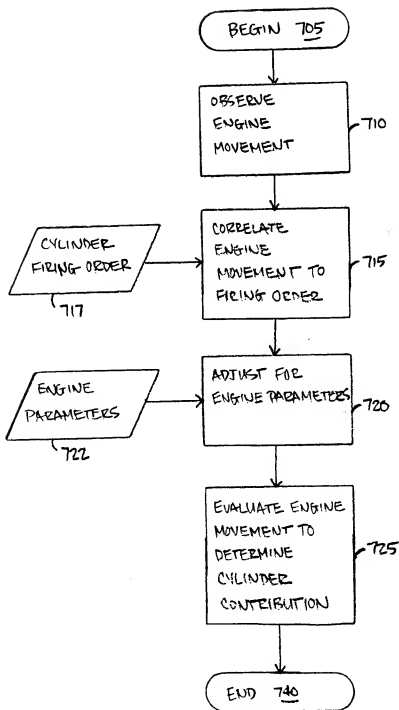 BEGIN 705
OBSERVE
ENGINE
MOVEMENT
710
CYLINDER
FIRING ORDER
717
CORRELATE
ENGINE
MOVEMENT TO
FIRING ORDER
715
ENGINE
PARAMETERS
722
ADJUST FOR
ENGINE PARAMETERS
720
EVALUATE ENGINE
MOVEMENT TO
DETERMINE
CYLINDER
CONTRIBUTION
725
END 740